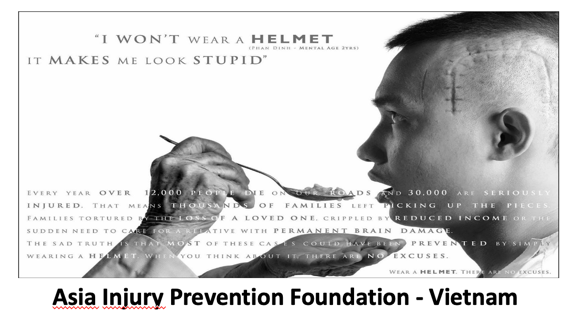 “I WON'T WEAR A HELMET
(PHAN DINH - MENTAL AGE 2YRS)
IT MAKES ME LOOK STUPID”
EVERY YEAR OVER 12,000 PEOPLE DIE ON OUR ROADS AND 30,000 ARE SERIOUSLY
INJURED. THAT MEANS THOUSANDS OF FAMILIES LEFT PICKING UP THE PIECES.
FAMILIES TORTURED BY THE LOSS OF A LOVED ONE, CRIPPLED BY REDUCED INCOME OR THE
SUDDEN NEED TO CARE FOR A RELATIVE WITH PERMANENT BRAIN DAMAGE.
THE SAD TRUTH IS THAT MOST OF THESE CASES COULD HAVE BEEN PREVENTED BY SIMPLY
WEARING A HELMET. WHEN YOU THINK ABOUT IT, THERE ARE NO EXCUSES.
WEAR A HELMET. THERE ARE NO EXCUSES.
Asia Injury Prevention Foundation - Vietnam